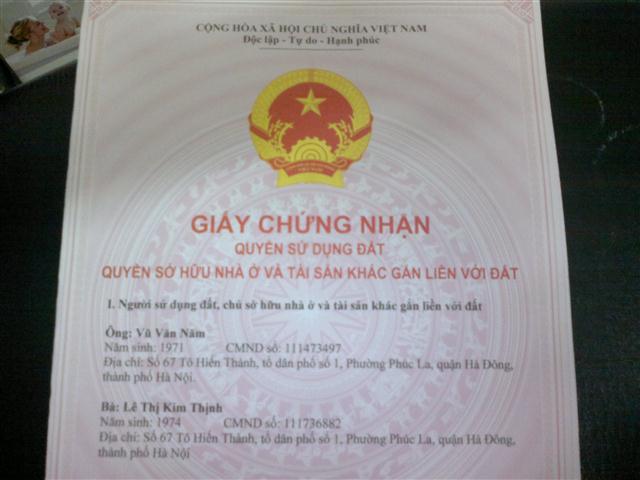 CỘNG HÒA XÃ HỘI CHỦ NGHĨA VIỆT NAM
Độc lập - Tự do - Hạnh phúc
VIỆT NAM
GIẤY CHỨNG NHẬN
QUYỀN SỬ DỤNG ĐẤT
QUYỀN SỞ HỮU NHÀ Ở VÀ TÀI SẢN KHÁC GẮN LIỀN VỚI ĐẤT
I. Người sử dụng đất, chủ sở hữu nhà ở và tài sản khác gắn liền với đất
Ông: Vũ Văn Năm
Năm sinh: 1971 CMND số: 111473497
Địa chỉ: Số 67 Tô Hiến Thành, tổ dân phố số 1, Phường Phúc La, quận Hà Đông,
thành phố Hà Nội.
Bà: Lê Thị Kim Thịnh
Năm sinh: 1974 CMND số: 111736882
Địa chỉ: Số 67 Tô Hiến Thành, tổ dân phố số 1, Phường Phúc La, quận Hà Đông,
thành phố Hà Nội